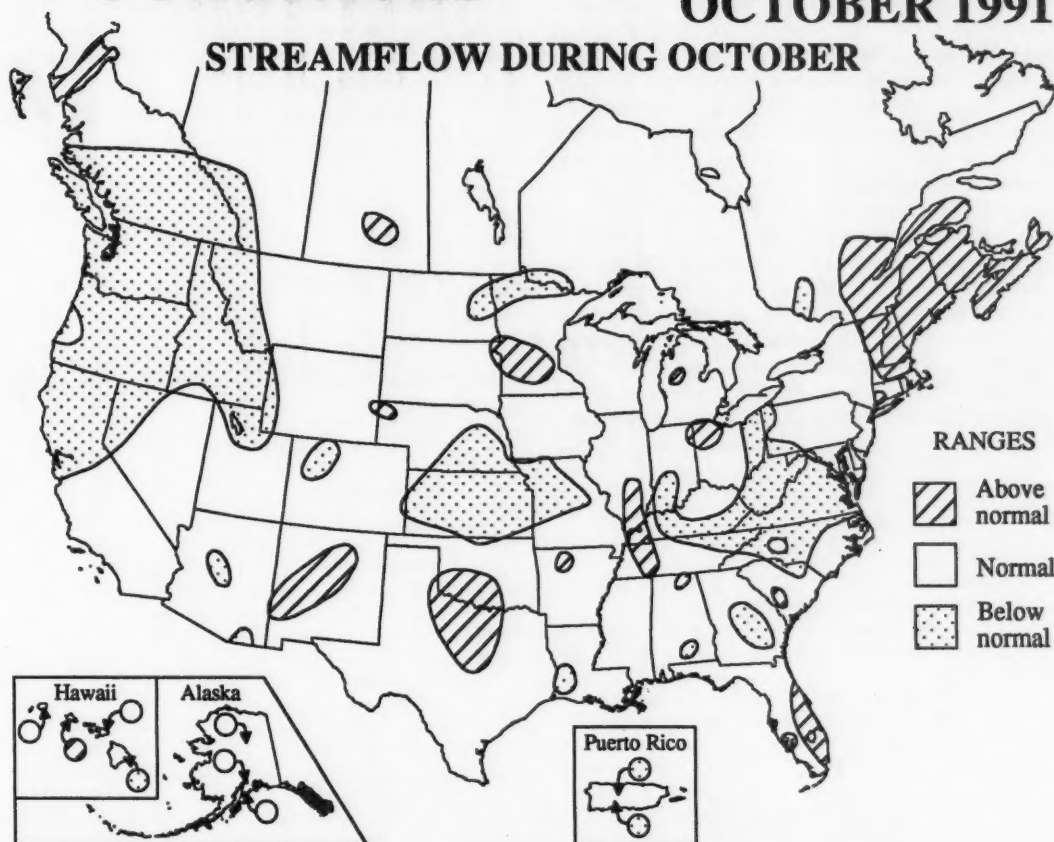 OCTOBER 1991
STREAMFLOW DURING OCTOBER
RANGES
Above
normal
Normal
Below
normal
Hawaii
Alaska
Puerto Rico